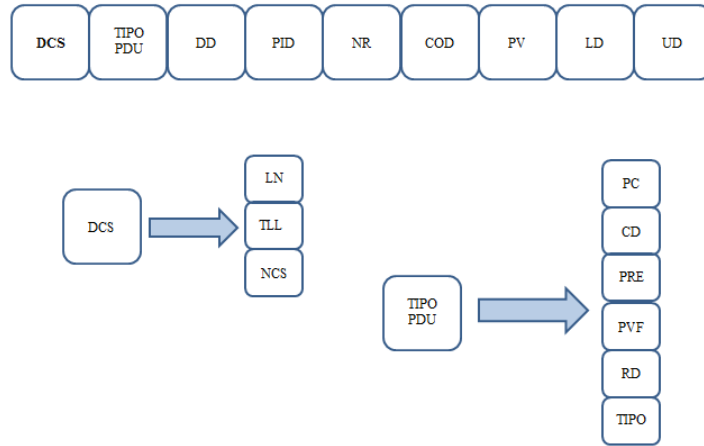 DCS
TIPO
PDU
DD
PID
NR
COD
PV
LD
UD
DCS
LN
TLL
NCS
TIPO
PDU
PC
CD
PRE
PVF
RD
TIPO